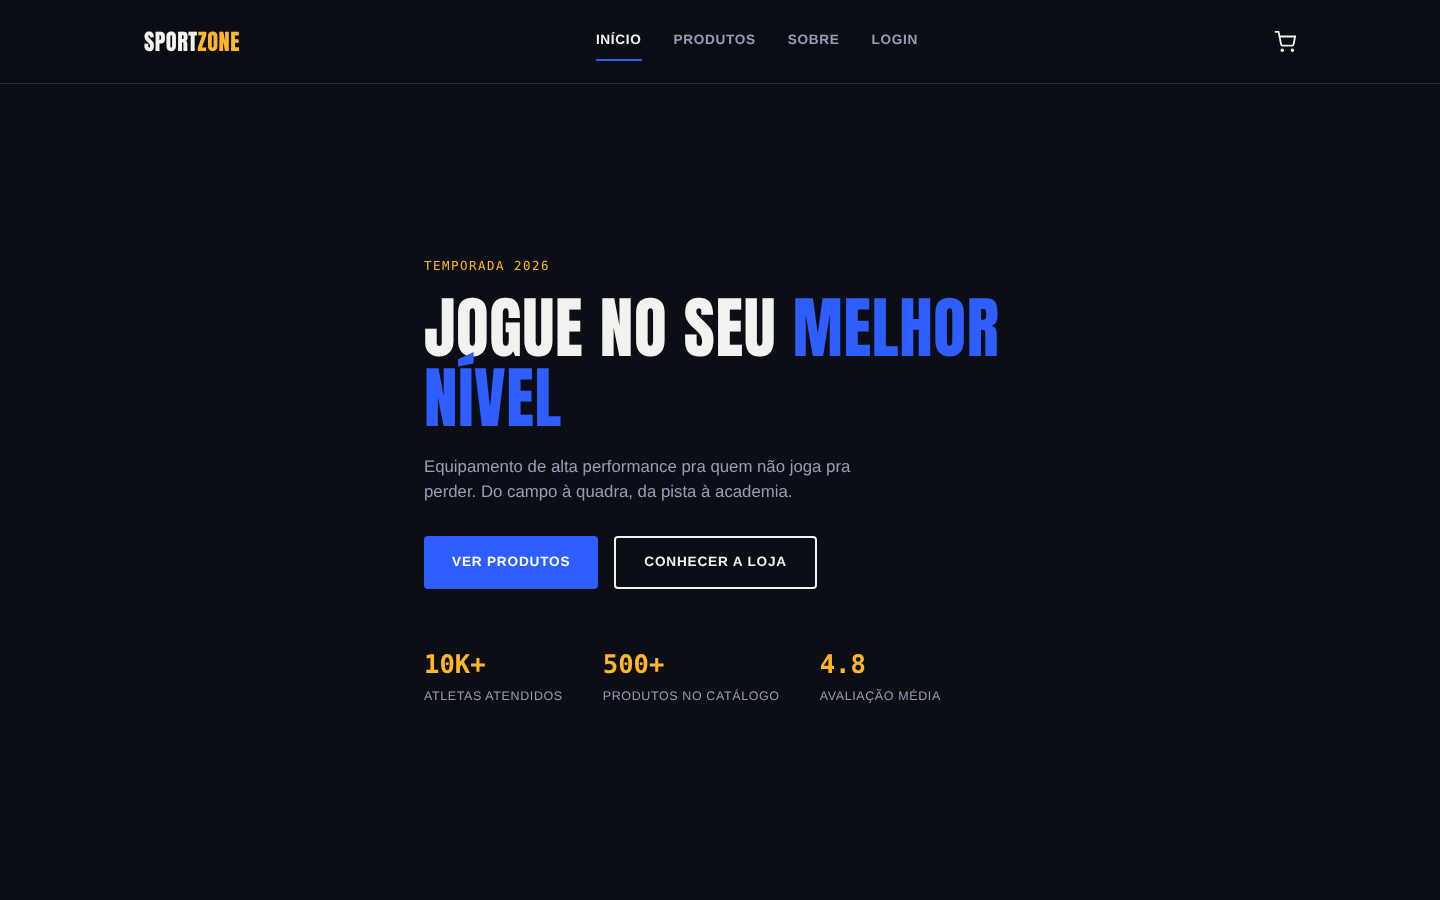 SPORTZONE
INÍCIO PRODUTOS SOBRE LOGIN
TEMPORADA 2026
JOGUE NO SEU MELHOR
NÍVEL
Equipamento de alta performance pra quem não joga pra
perder. Do campo à quadra, da pista à academia.
VER PRODUTOS CONHECER A LOJA
10K+ 500+ 4.8
ATLETAS ATENDIDOS PRODUTOS NO CATÁLOGO AVALIAÇÃO MÉDIA